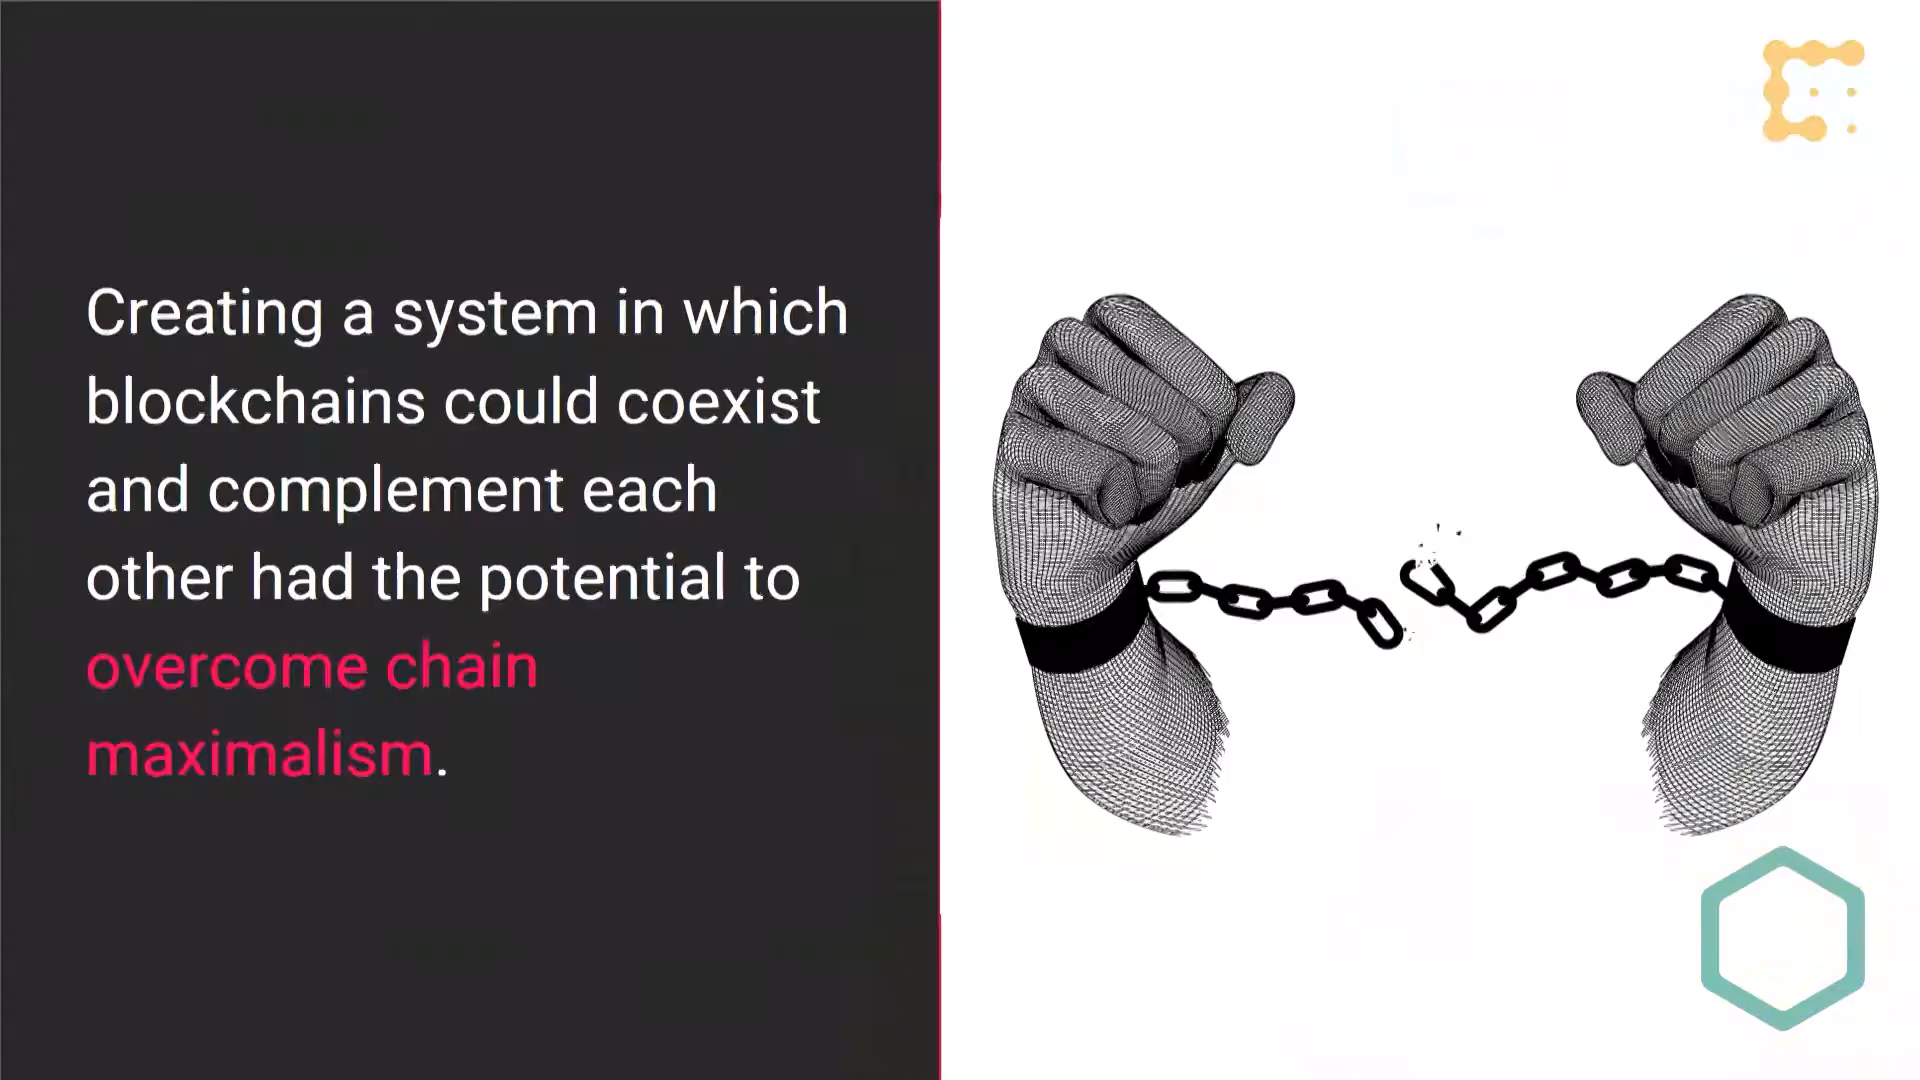 Creating a system in which
blockchains could coexist
and complement each
other had the potential to
overcome chain
maximalism.